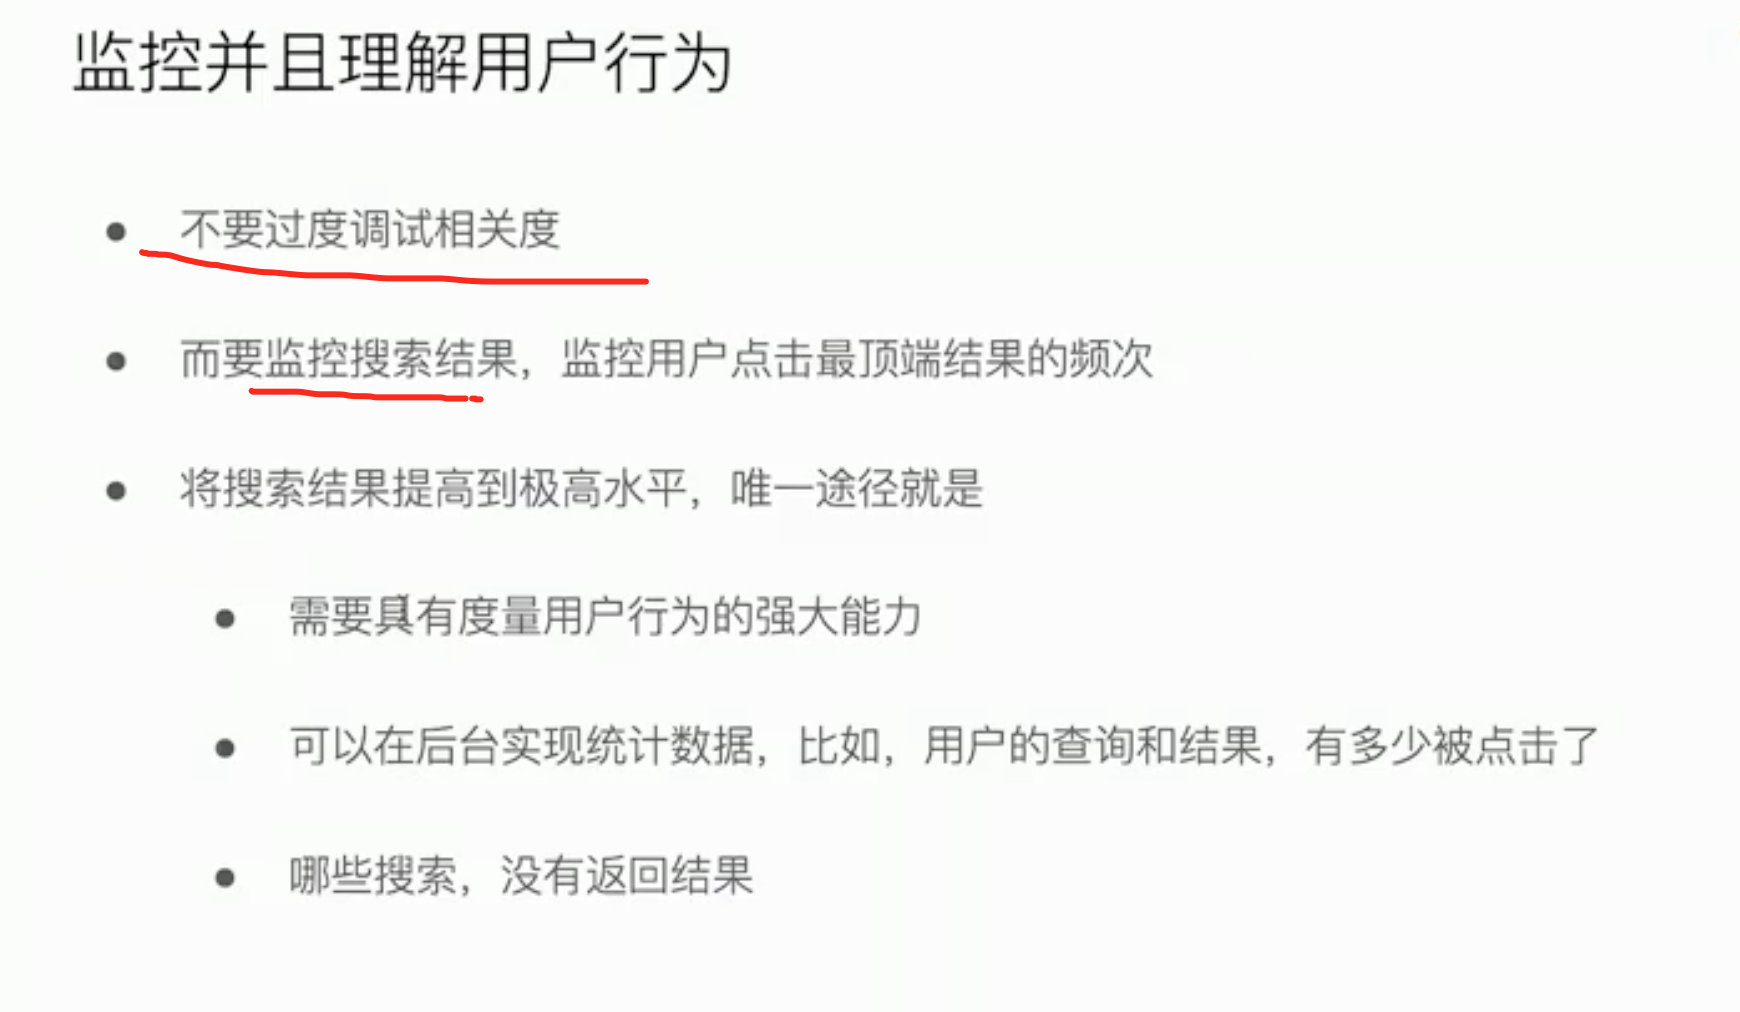 监控并且理解用户行为
不要过度调试相关度
而要监控搜索结果，监控用户点击最顶端结果的频次
将搜索结果提高到极高水平，唯一途径就是
需要具有度量用户行为的强大能力
可以在后台实现统计数据，比如，用户的查询和结果，有多少被点击了
哪些搜索，没有返回结果